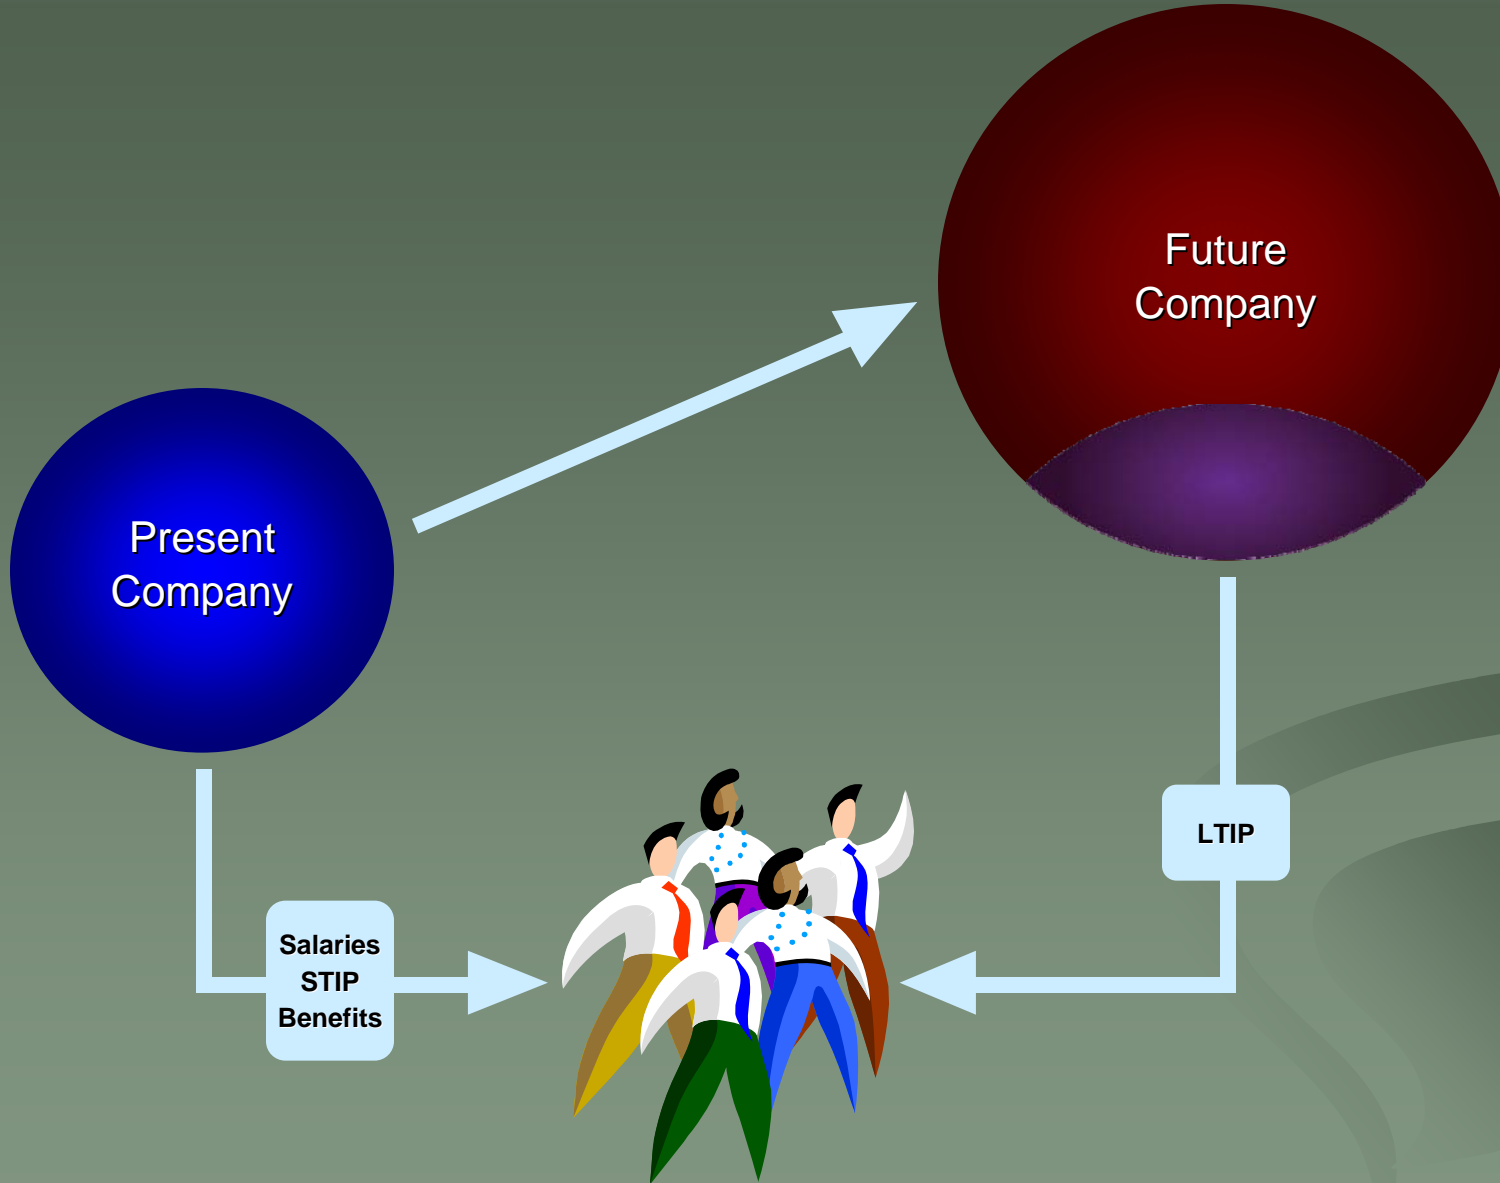 Future
Company
Present
Company
LTIP
Salaries
STIP
Benefits